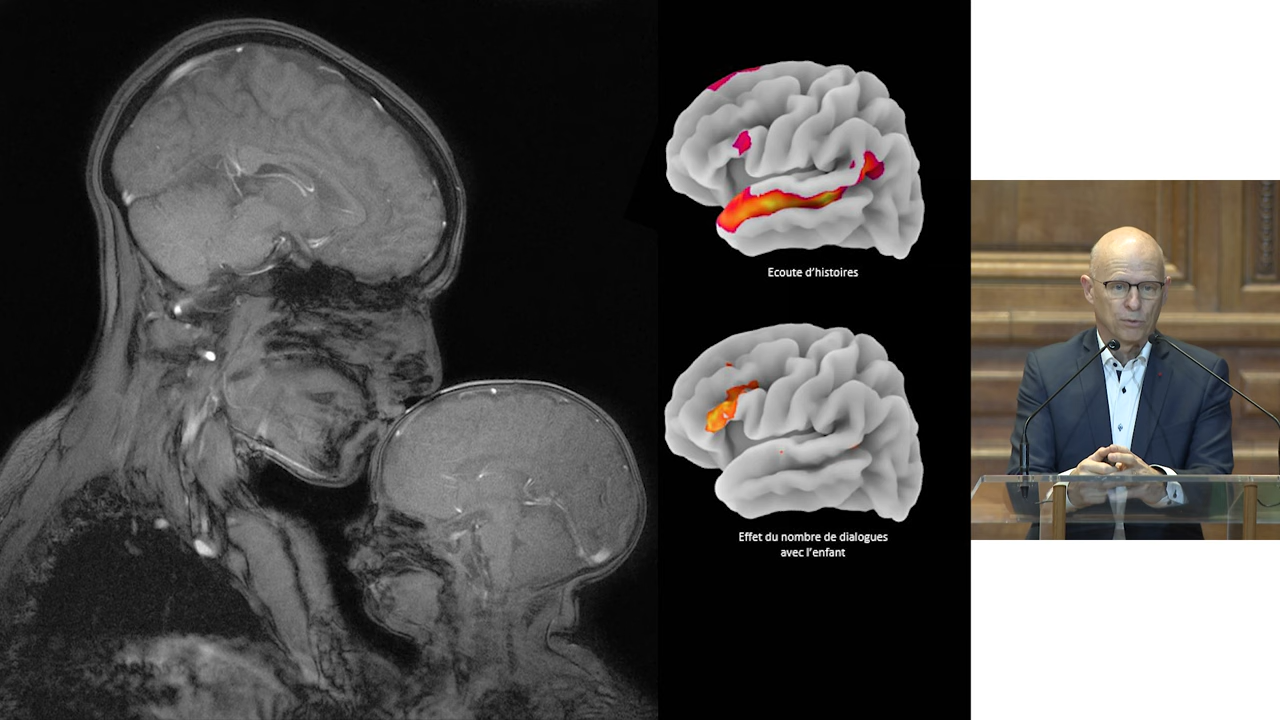 Ecoute d’histoires
Effet du nombre de dialogues
avec l’enfant